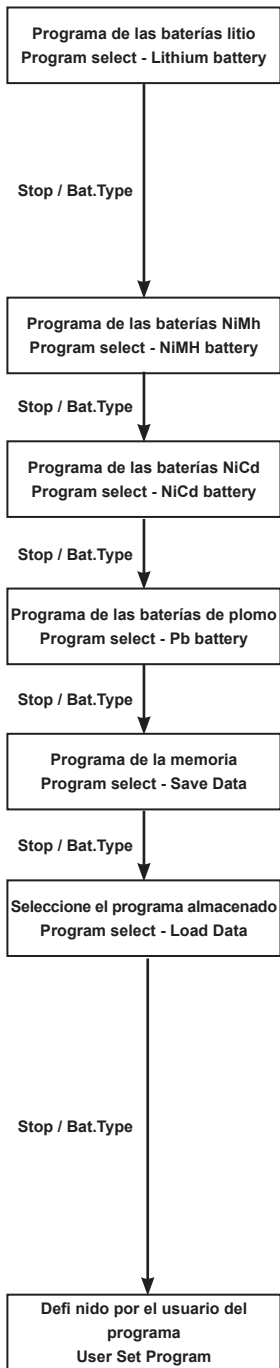 Programa de las baterías litio
Program select - Lithium battery
Stop / Bat.Type
Programa de las baterías NiMh
Program select - NiMH battery
Stop / Bat.Type
Programa de las baterías NiCd
Program select - NiCd battery
Stop / Bat.Type
Programa de las baterías de plomo
Program select - Pb battery
Stop / Bat.Type
Programa de la memoria
Program select - Save Data
Stop / Bat.Type
Seleccione el programa almacenado
Program select - Load Data
Stop / Bat.Type
Defi nido por el usuario del
programa
User Set Program